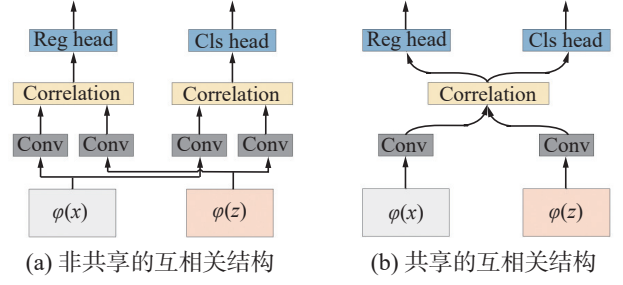 Reg head Cls head Reg head Cls head
Correlation Correlation Correlation
Conv Conv Conv Conv Conv Conv
φ(x) φ(z) φ(x) φ(z)
(a) 非共享的互相关结构 (b) 共享的互相关结构